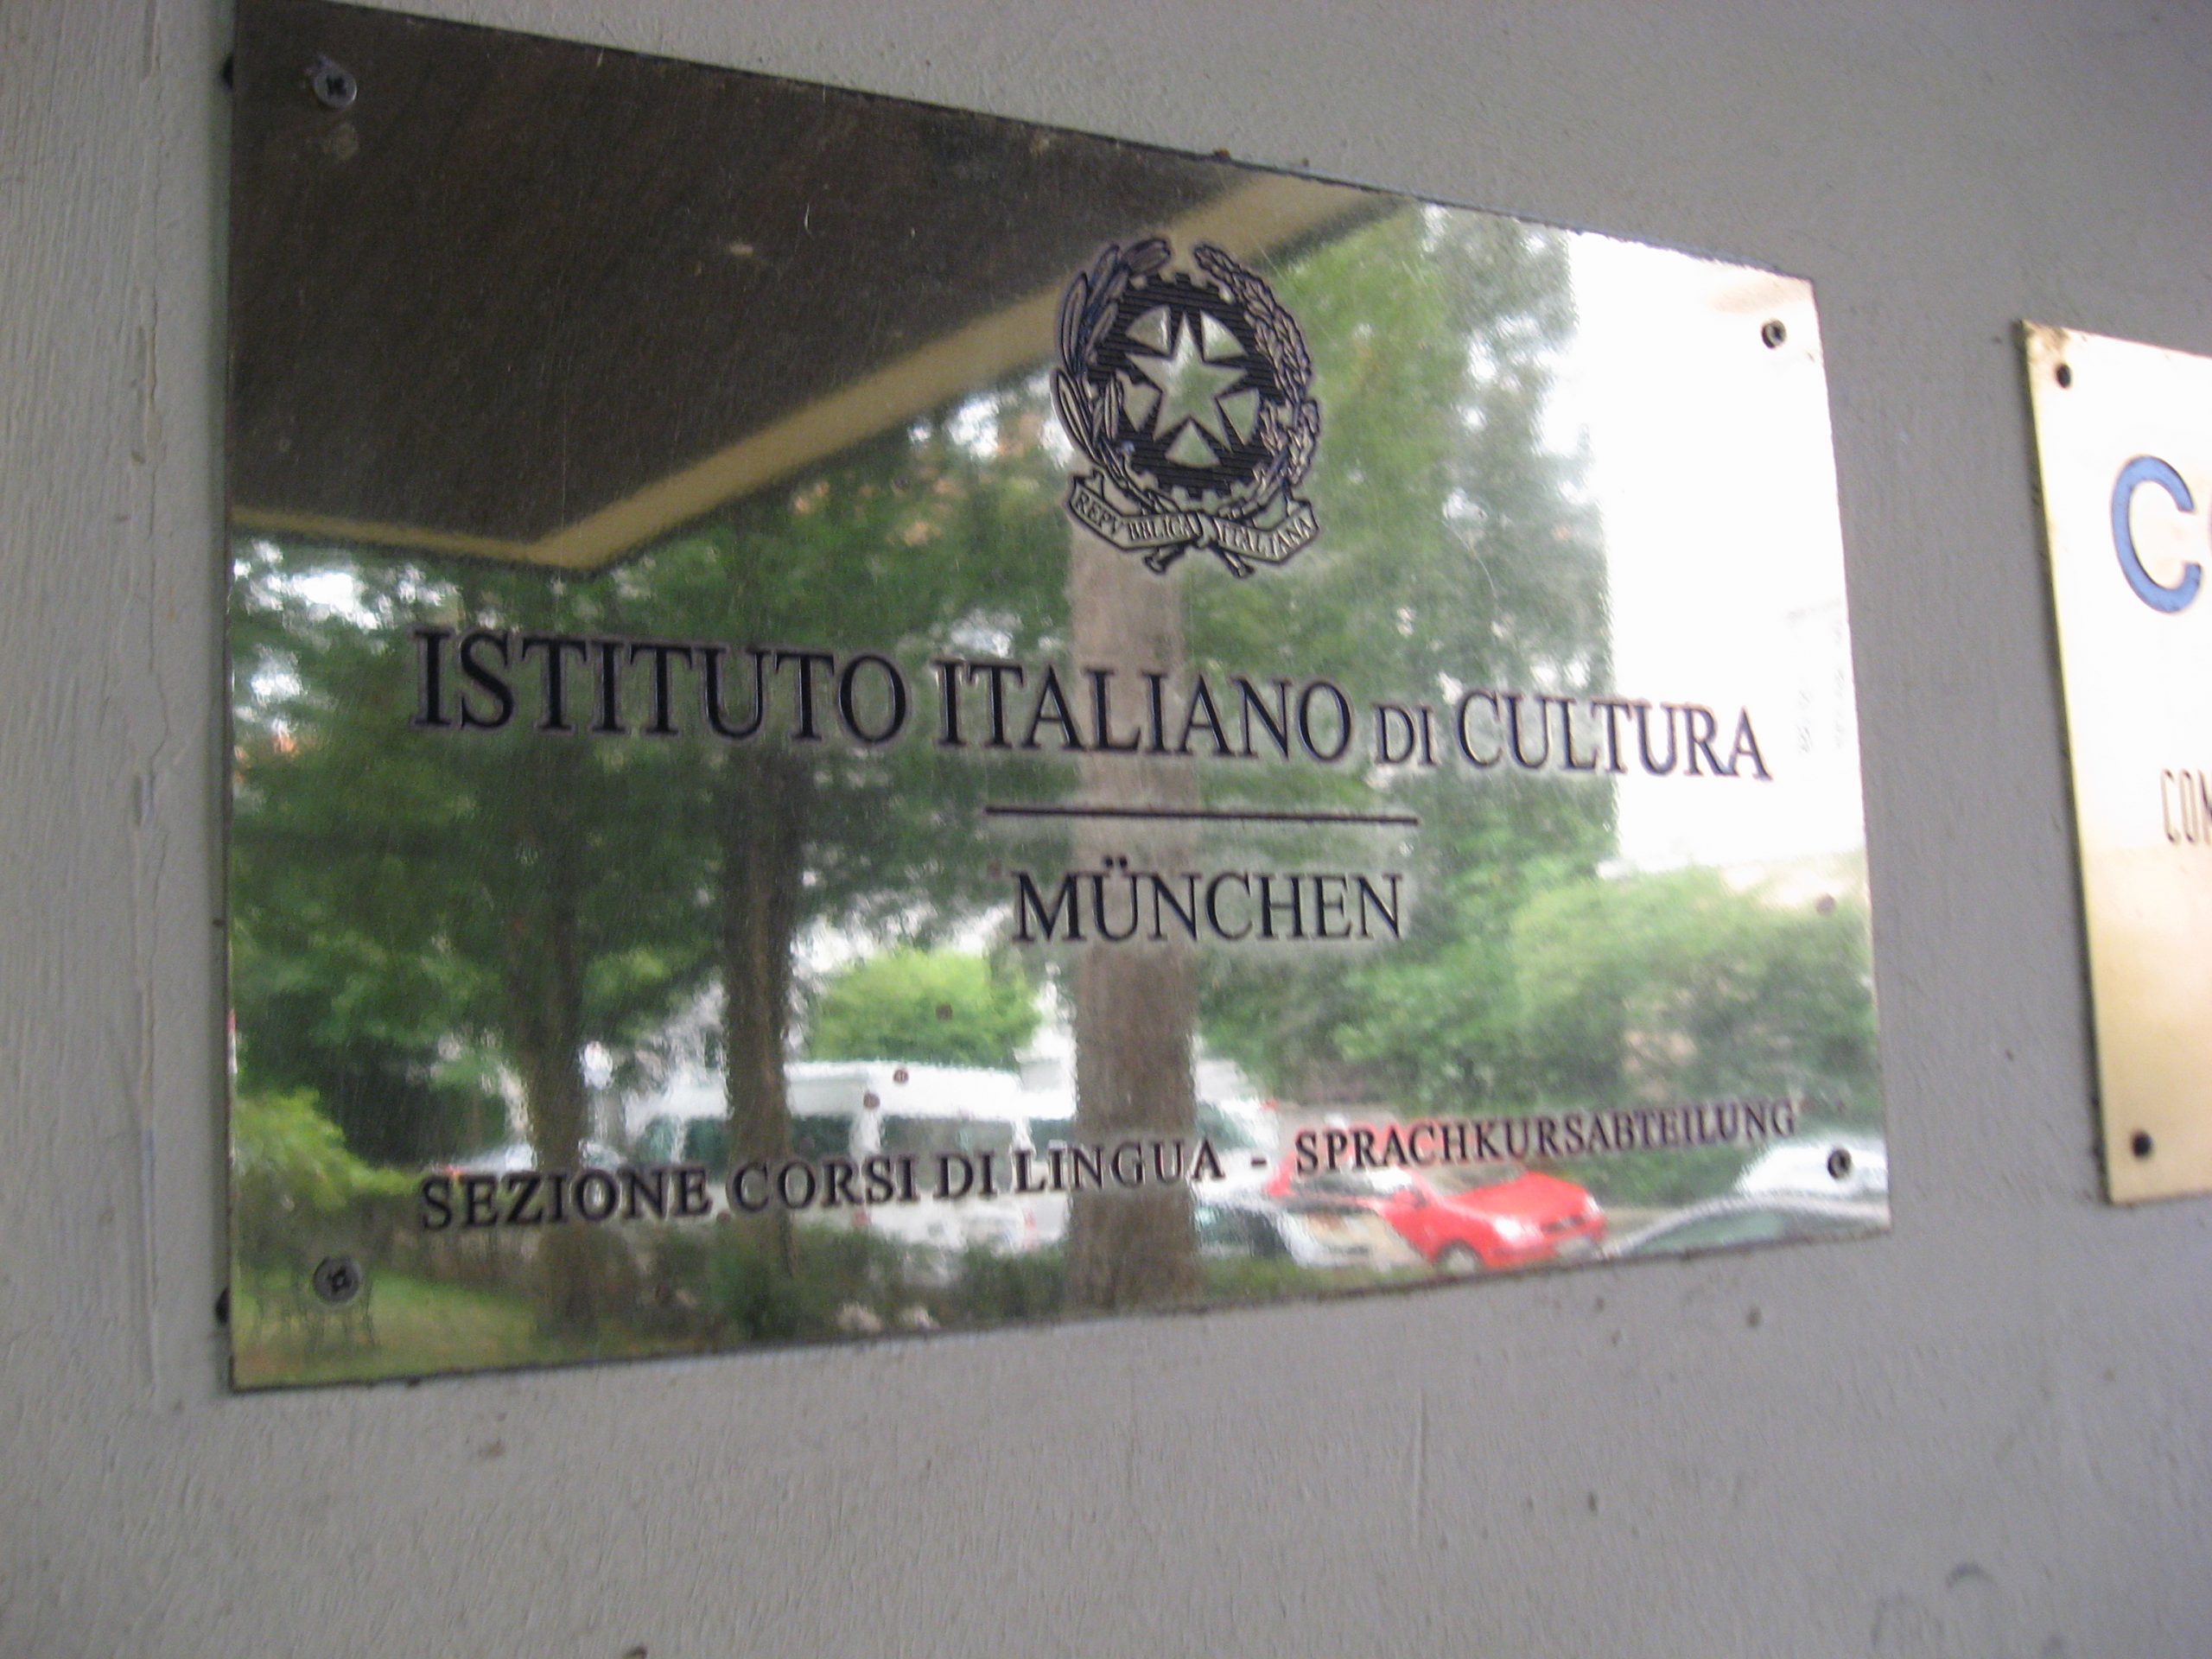 REPVBBLICA ITALIANA
ISTITUTO ITALIANO DI CULTURA
MÜNCHEN
SEZIONE CORSI DI LINGUA - SPRACHKURSABTEILUNG